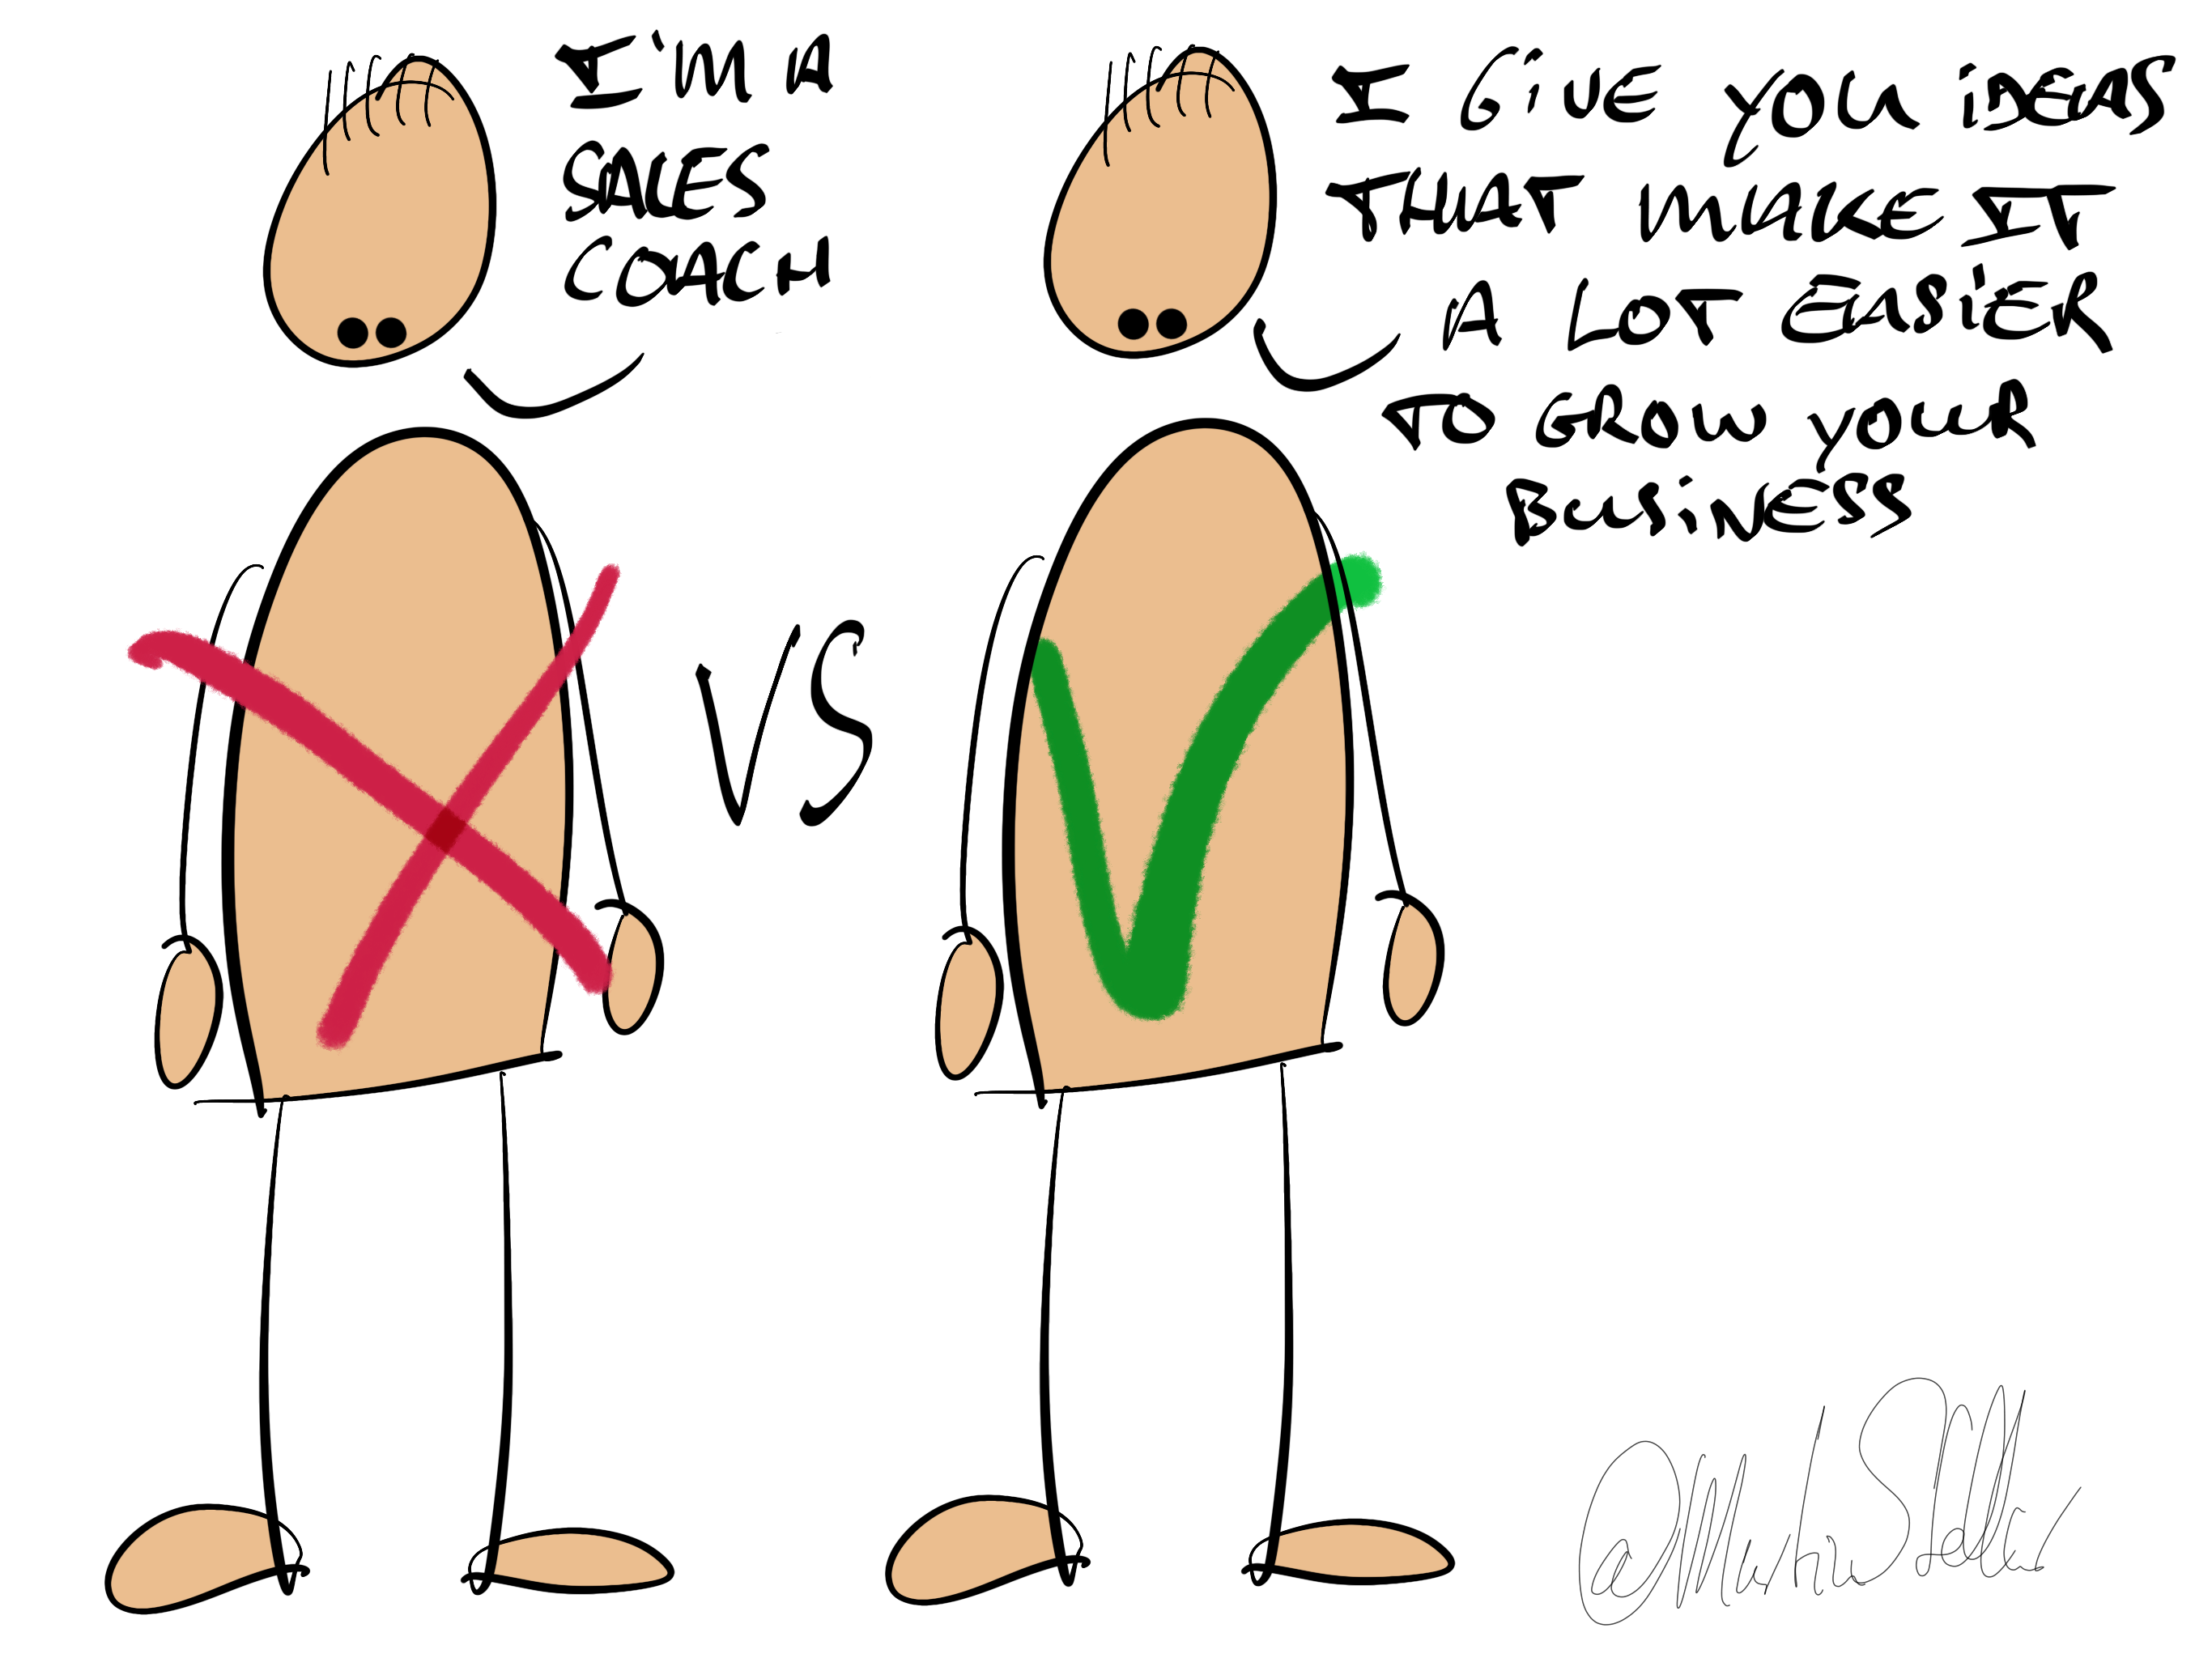 I'M A
SALES
COACH
VS
I GIVE YOU IDEAS
THAT MAKE IT
A LOT EASIER
TO GROW YOUR
BUSINESS